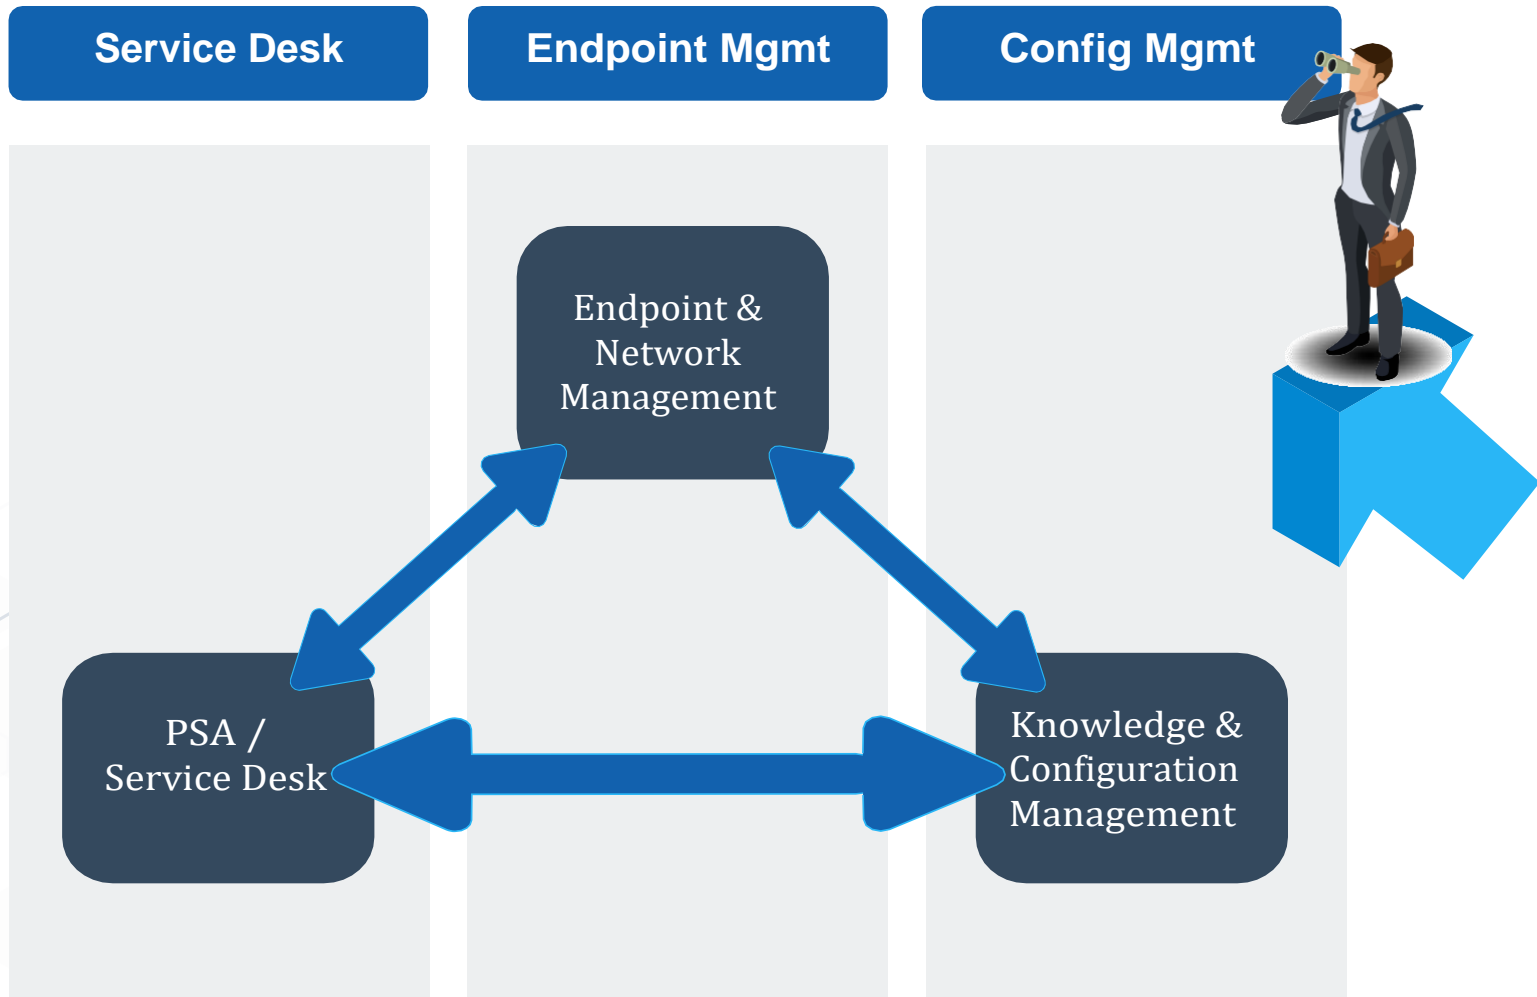 Service Desk
Endpoint Mgmt
Config Mgmt
Endpoint &
Network
Management
PSA /
Service Desk
Knowledge &
Configuration
Management